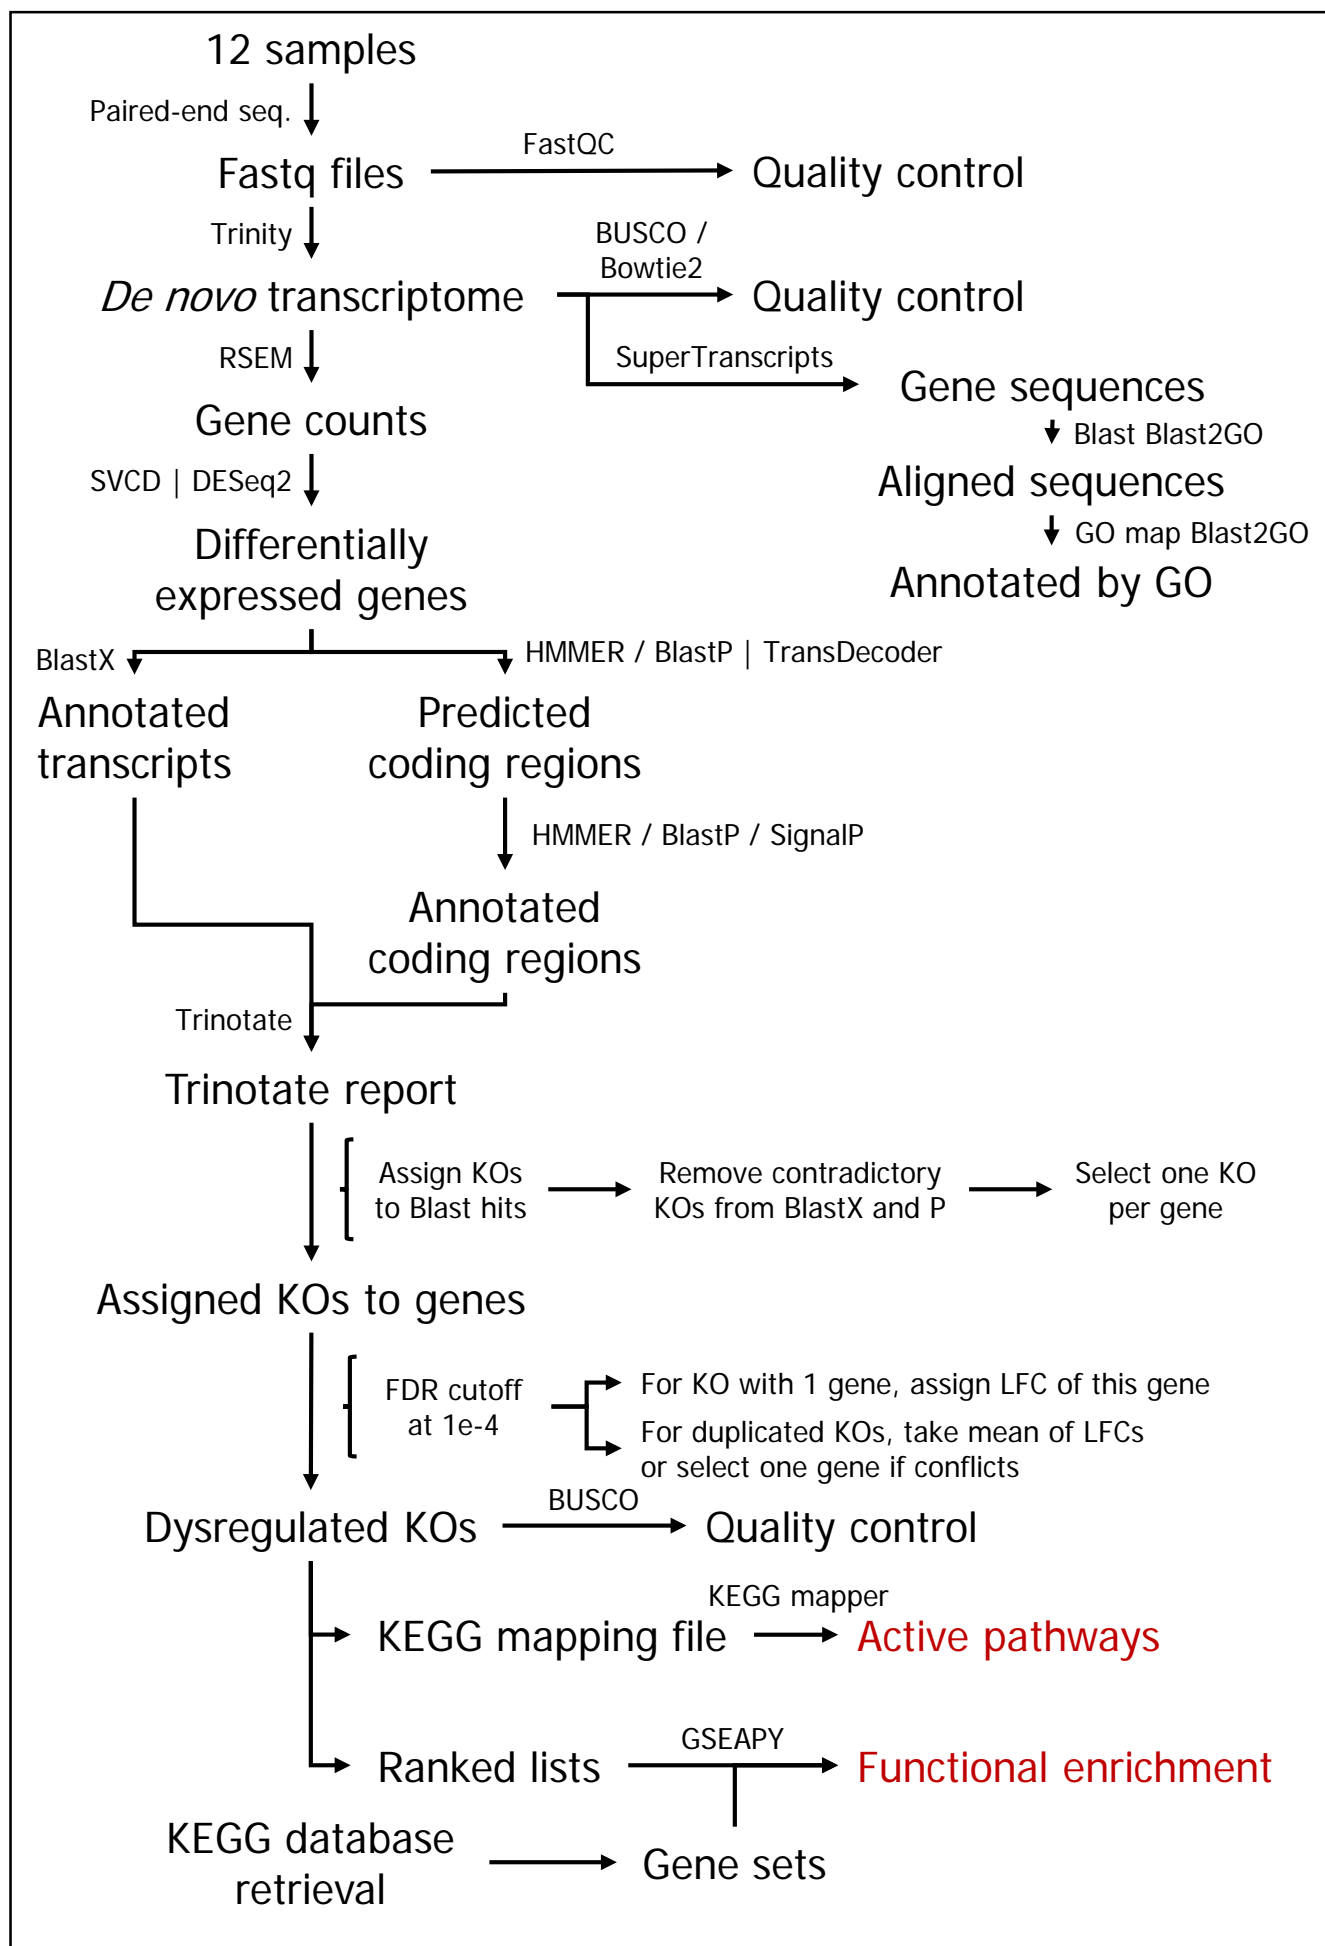 12 samples
Paired-end seq.
FastQC
Fastq files
Quality control
Trinity
BUSCO /
Bowtie2
De novo transcriptome
Quality control
RSEM
SuperTranscripts
Gene sequences
Gene counts
Blast Blast2GO
SVCD | DESeq2
Aligned sequences
GO map Blast2GO
Differentially
expressed genes
Annotated by GO
BlastX
HMMER / BlastP | TransDecoder
Annotated
transcripts
Predicted
coding regions
HMMER / BlastP / SignalP
Annotated
coding regions
Trinotate
Trinotate report
Assign KOs
to Blast hits
Remove contradictory
KOs from BlastX and P
Select one KO
per gene
Assigned KOs to genes
FDR cutoff
at 1e-4
For KO with 1 gene, assign LFC of this gene
For duplicated KOs, take mean of LFCs
or select one gene if conflicts
BUSCO
Dysregulated KOs
Quality control
KEGG mapper
KEGG mapping file
Active pathways
GSEAPY
Ranked lists
Functional enrichment
KEGG database
retrieval
Gene sets